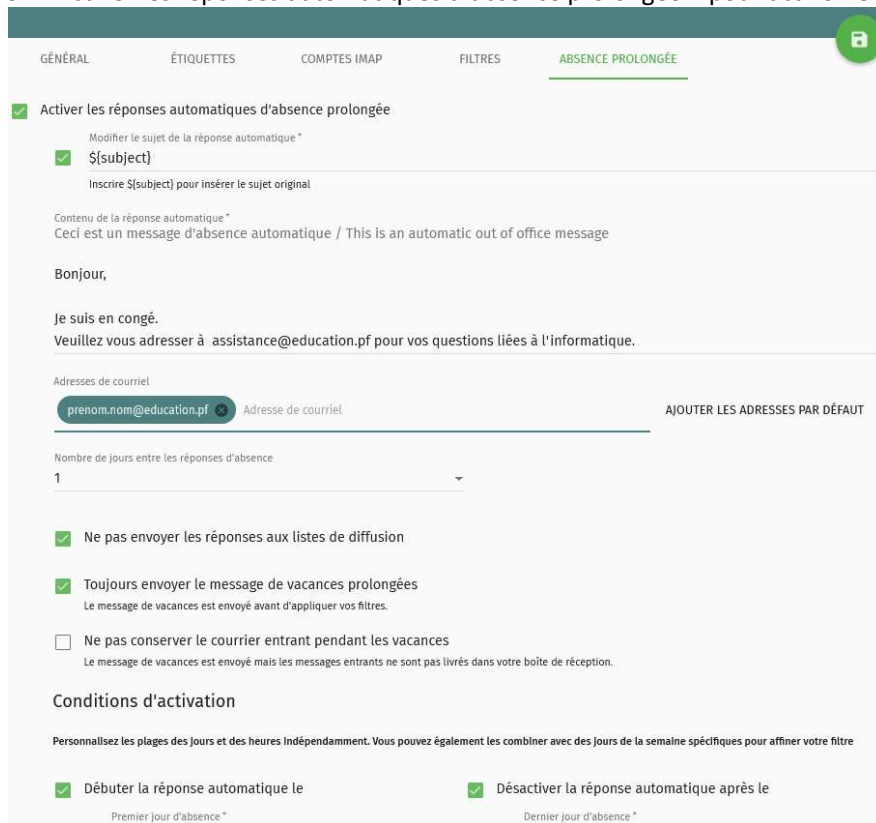 GÉNÉRAL ÉTIQUETTES COMPTES IMAP FILTRES ABSENCE PROLONGÉE
Activer les réponses automatiques d'absence prolongée
Modifier le sujet de la réponse automatique *
${subject}
Inscrire ${subject} pour insérer le sujet original
Contenu de la réponse automatique *
Ceci est un message d'absence automatique / This is an automatic out of office message
Bonjour,
Je suis en congé.
Veuillez vous adresser à assistance@education.pf pour vos questions liées à l'informatique.
Adresses de courriel
prenom.nom@education.pf Adresse de courriel AJOUTER LES ADRESSES PAR DÉFAUT
Nombre de jours entre les réponses d'absence
1
Ne pas envoyer les réponses aux listes de diffusion
Toujours envoyer le message de vacances prolongées
Le message de vacances est envoyé avant d'appliquer vos filtres.
Ne pas conserver le courrier entrant pendant les vacances
Le message de vacances est envoyé mais les messages entrants ne sont pas livrés dans votre boîte de réception.
Conditions d'activation
Personnalisez les plages des jours et des heures indépendamment. Vous pouvez également les combiner avec des jours de la semaine spécifiques pour affiner votre filtre
Débuter la réponse automatique le Désactiver la réponse automatique après le
Premier jour d'absence * Dernier jour d'absence *